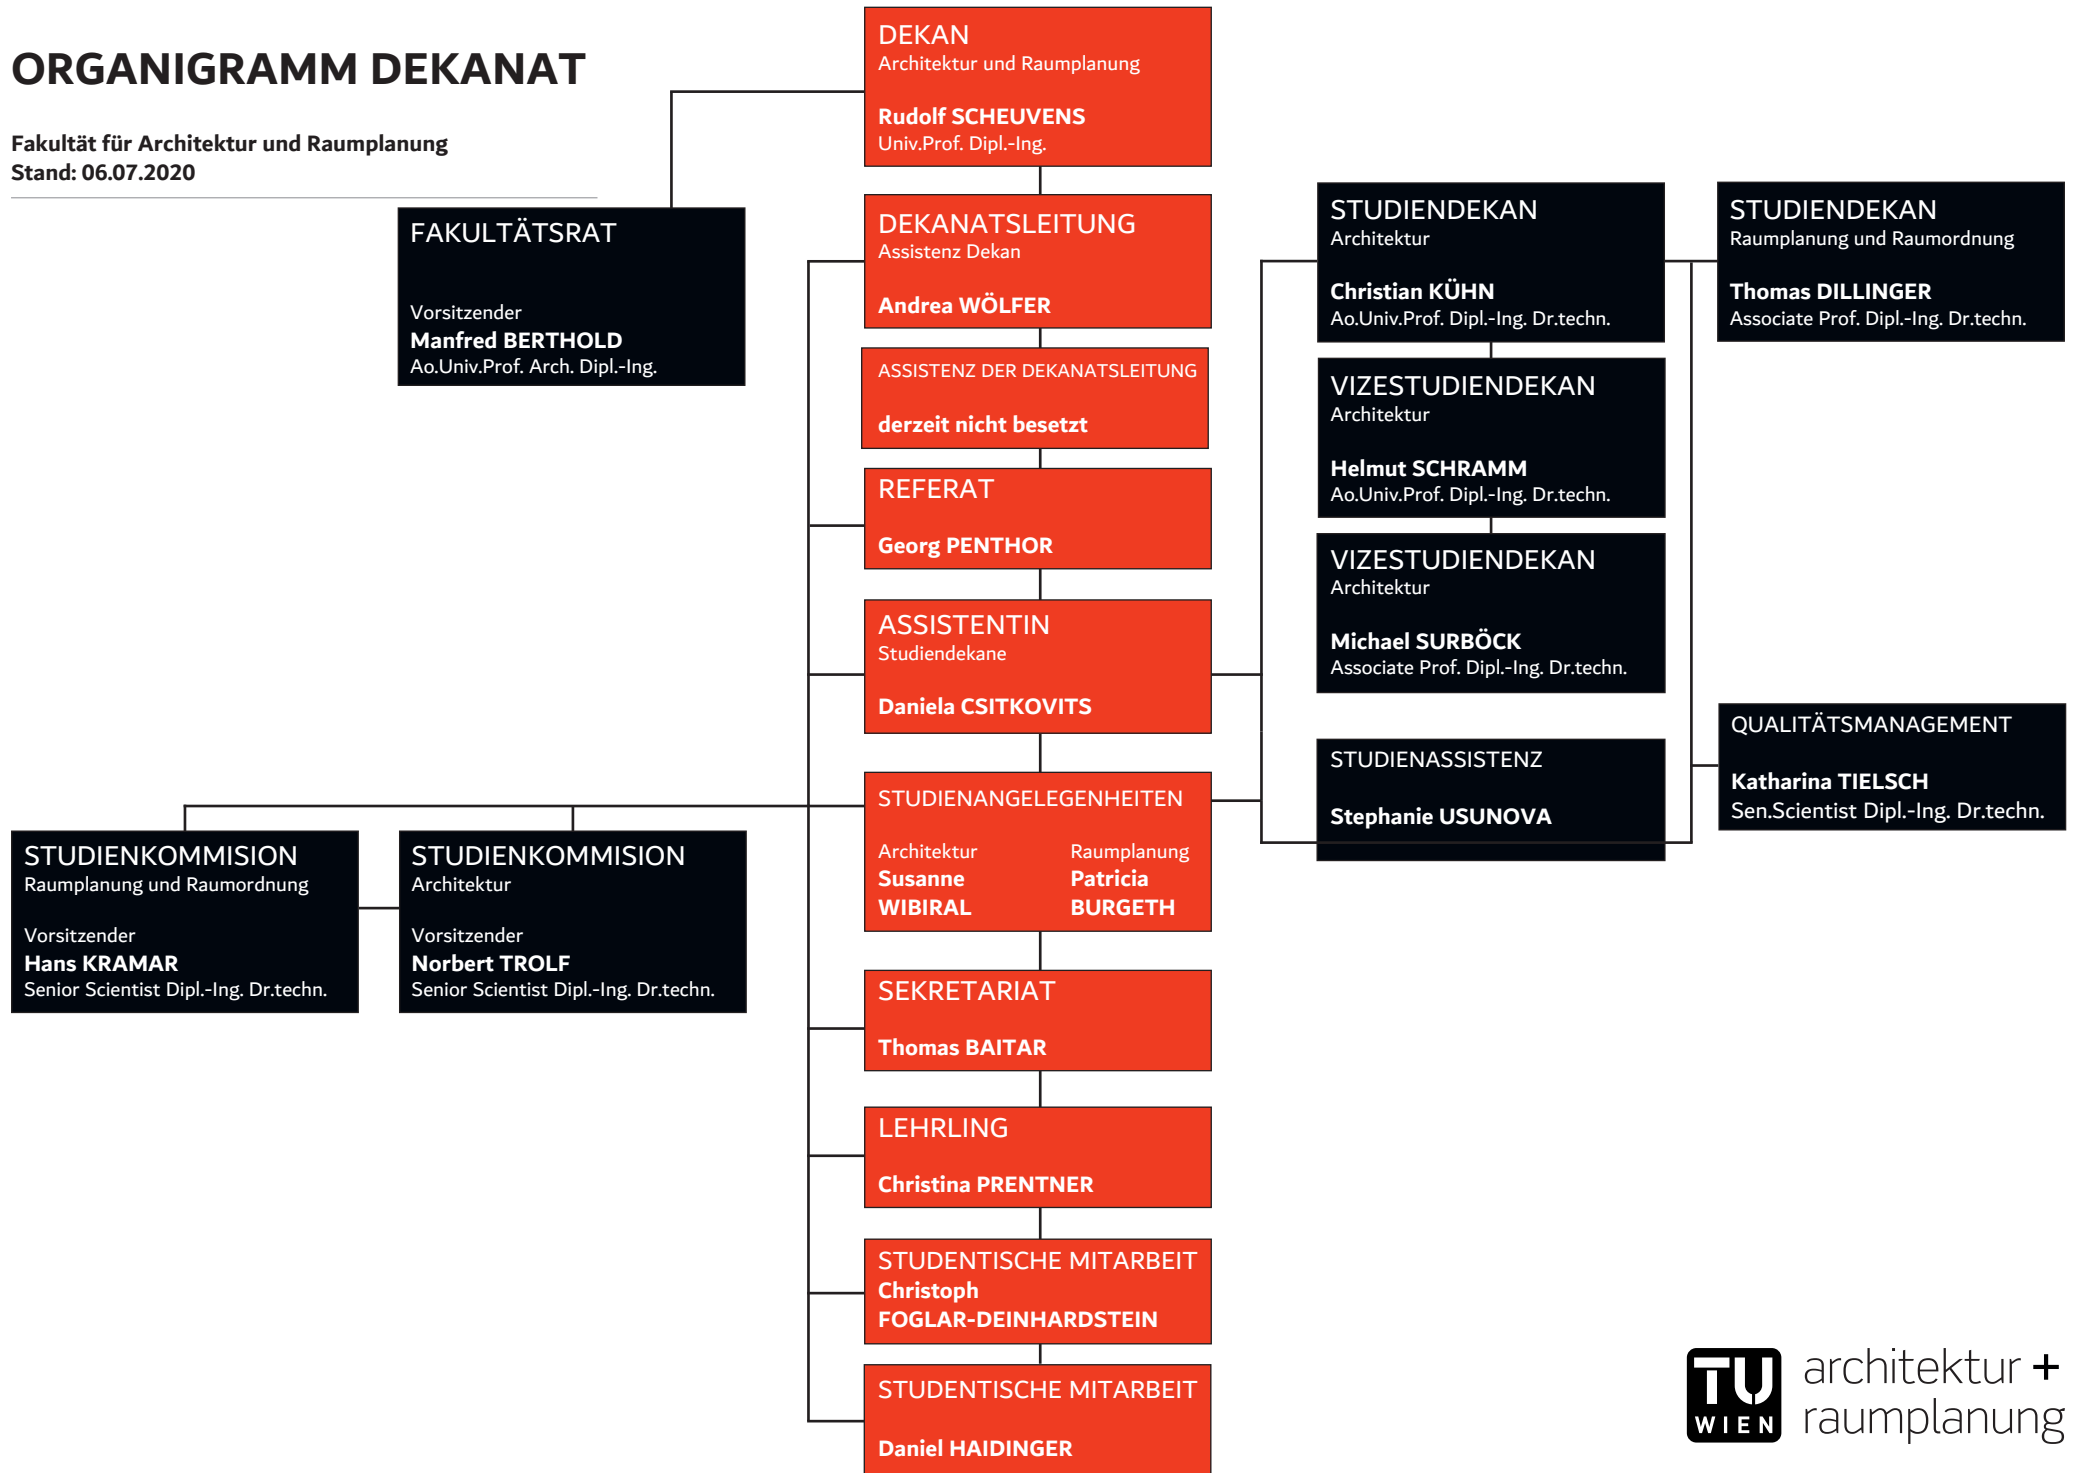 ORGANIGRAMM DEKANAT
Fakultät für Architektur und Raumplanung
Stand: 06.07.2020
DEKAN
Architektur und Raumplanung
Rudolf SCHEUVENS
Univ.Prof. Dipl.-Ing.
FAKULTÄTSRAT
Vorsitzender
Manfred BERTHOLD
Ao.Univ.Prof. Arch. Dipl.-Ing.
DEKANATSLEITUNG
Assistenz Dekan
Andrea WÖLFER
ASSISTENZ DER DEKANATSLEITUNG
derzeit nicht besetzt
REFERAT
Georg PENTHOR
ASSISTENTIN
Studiendekane
Daniela CSITKOVITS
STUDIENANGELEGENHEITEN
Architektur
Susanne
WIBIRAL
Raumplanung
Patricia
BURGETH
SEKRETARIAT
Thomas BAITAR
LEHRLING
Christina PRENTNER
STUDENTISCHE MITARBEIT
Christoph
FOGLAR-DEINHARDSTEIN
STUDENTISCHE MITARBEIT
Daniel HAIDINGER
STUDIENKOMMISION
Raumplanung und Raumordnung
Vorsitzender
Hans KRAMAR
Senior Scientist Dipl.-Ing. Dr.techn.
STUDIENKOMMISION
Architektur
Vorsitzender
Norbert TROLF
Senior Scientist Dipl.-Ing. Dr.techn.
STUDIENDEKAN
Architektur
Christian KÜHN
Ao.Univ.Prof. Dipl.-Ing. Dr.techn.
VIZESTUDIENDEKAN
Architektur
Helmut SCHRAMM
Ao.Univ.Prof. Dipl.-Ing. Dr.techn.
VIZESTUDIENDEKAN
Architektur
Michael SURBÖCK
Associate Prof. Dipl.-Ing. Dr.techn.
STUDIENASSISTENZ
Stephanie USUNOVA
STUDIENDEKAN
Raumplanung und Raumordnung
Thomas DILLINGER
Associate Prof. Dipl.-Ing. Dr.techn.
QUALITÄTSMANAGEMENT
Katharina TIELSCH
Sen.Scientist Dipl.-Ing. Dr.techn.
TU
WIEN
architektur +
raumplanung